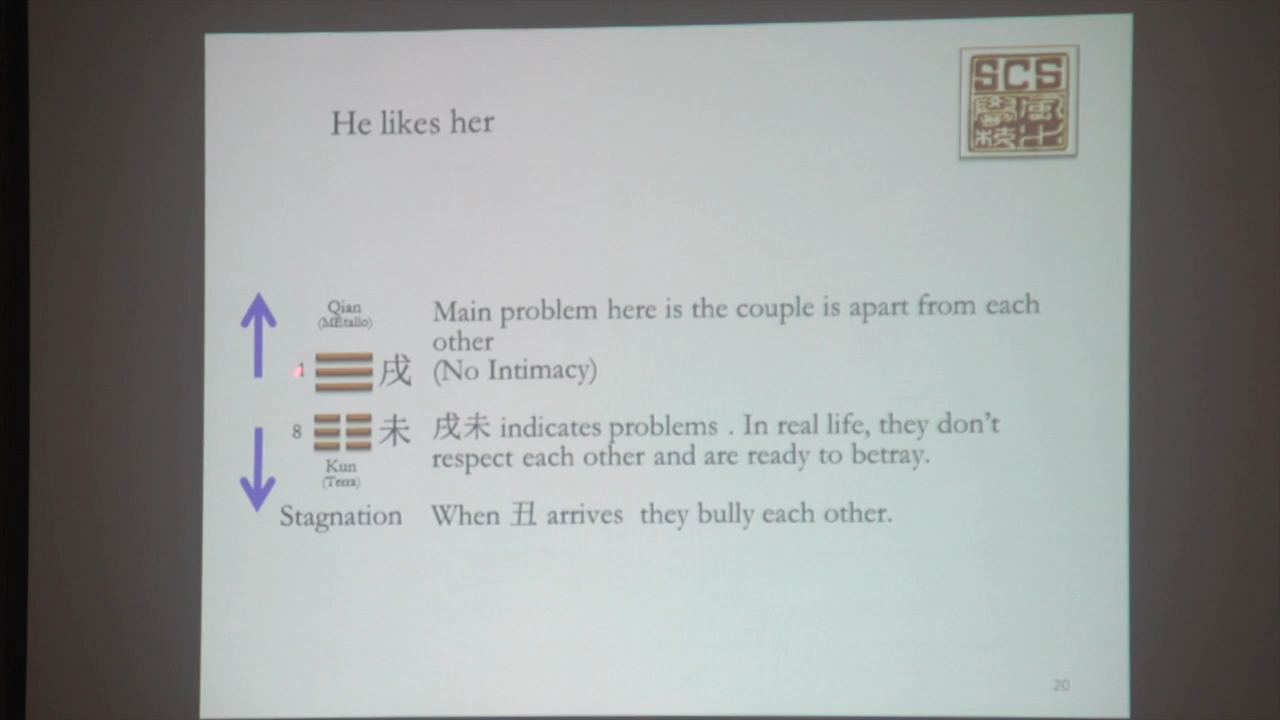 SCS
He likes her
Qian
(MEtallo)
Main problem here is the couple is apart from each
other
1 戌 (No Intimacy)
8 未 戌未 indicates problems . In real life, they don't
respect each other and are ready to betray.
Kun
(Terra)
Stagnation When 丑 arrives they bully each other.
20